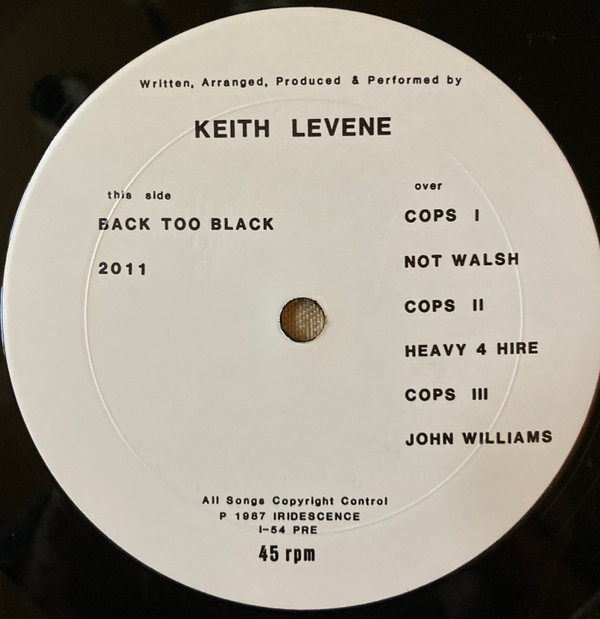 Written, Arranged, Produced & Performed by
KEITH LEVENE
this side
BACK TOO BLACK
2011
over
COPS I
NOT WALSH
COPS II
HEAVY 4 HIRE
COPS III
JOHN WILLIAMS
All Songs Copyright Control
P 1987 IRIDESCENCE
I-54 PRE
45 rpm